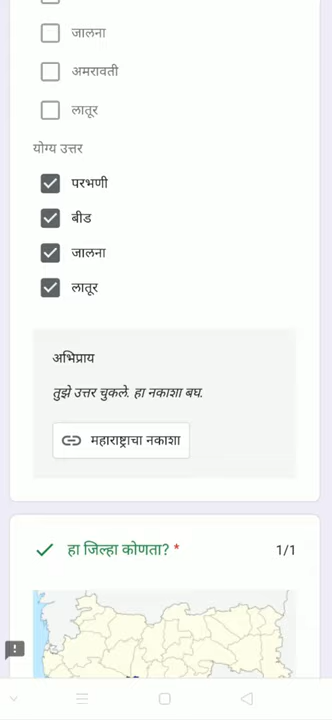 जालना
अमरावती
लातूर
योग्य उत्तर
परभणी
बीड
जालना
लातूर
अभिप्राय
तुझे उत्तर चुकले. हा नकाशा बघ.
महाराष्ट्राचा नकाशा
हा जिल्हा कोणता? * 1/1